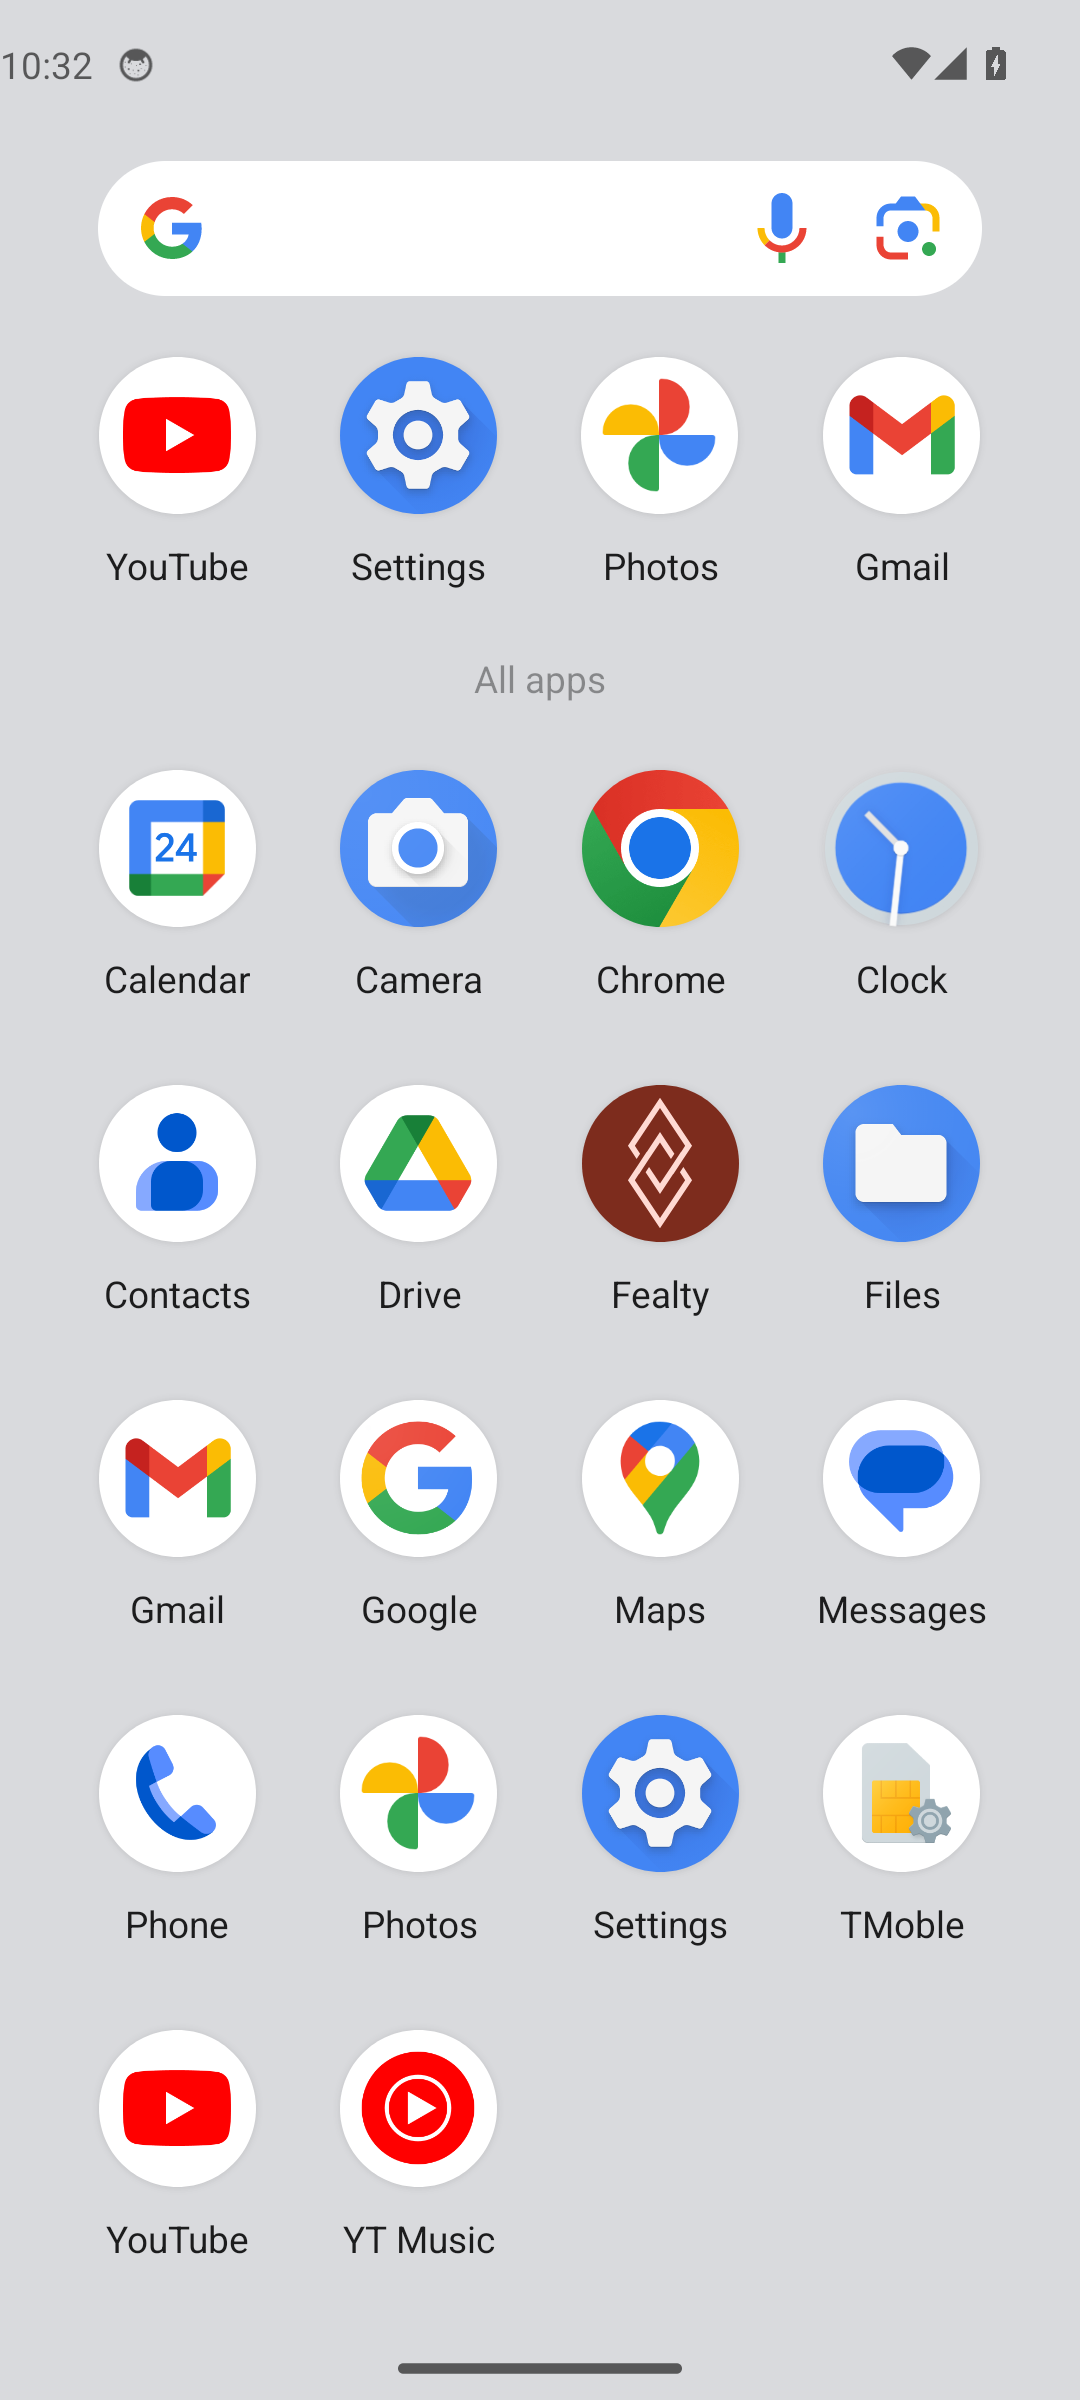 10:32
YouTube Settings Photos Gmail
All apps
24
Calendar Camera Chrome Clock
Contacts Drive Fealty Files
Gmail Google Maps Messages
Phone Photos Settings TMoble
YouTube YT Music